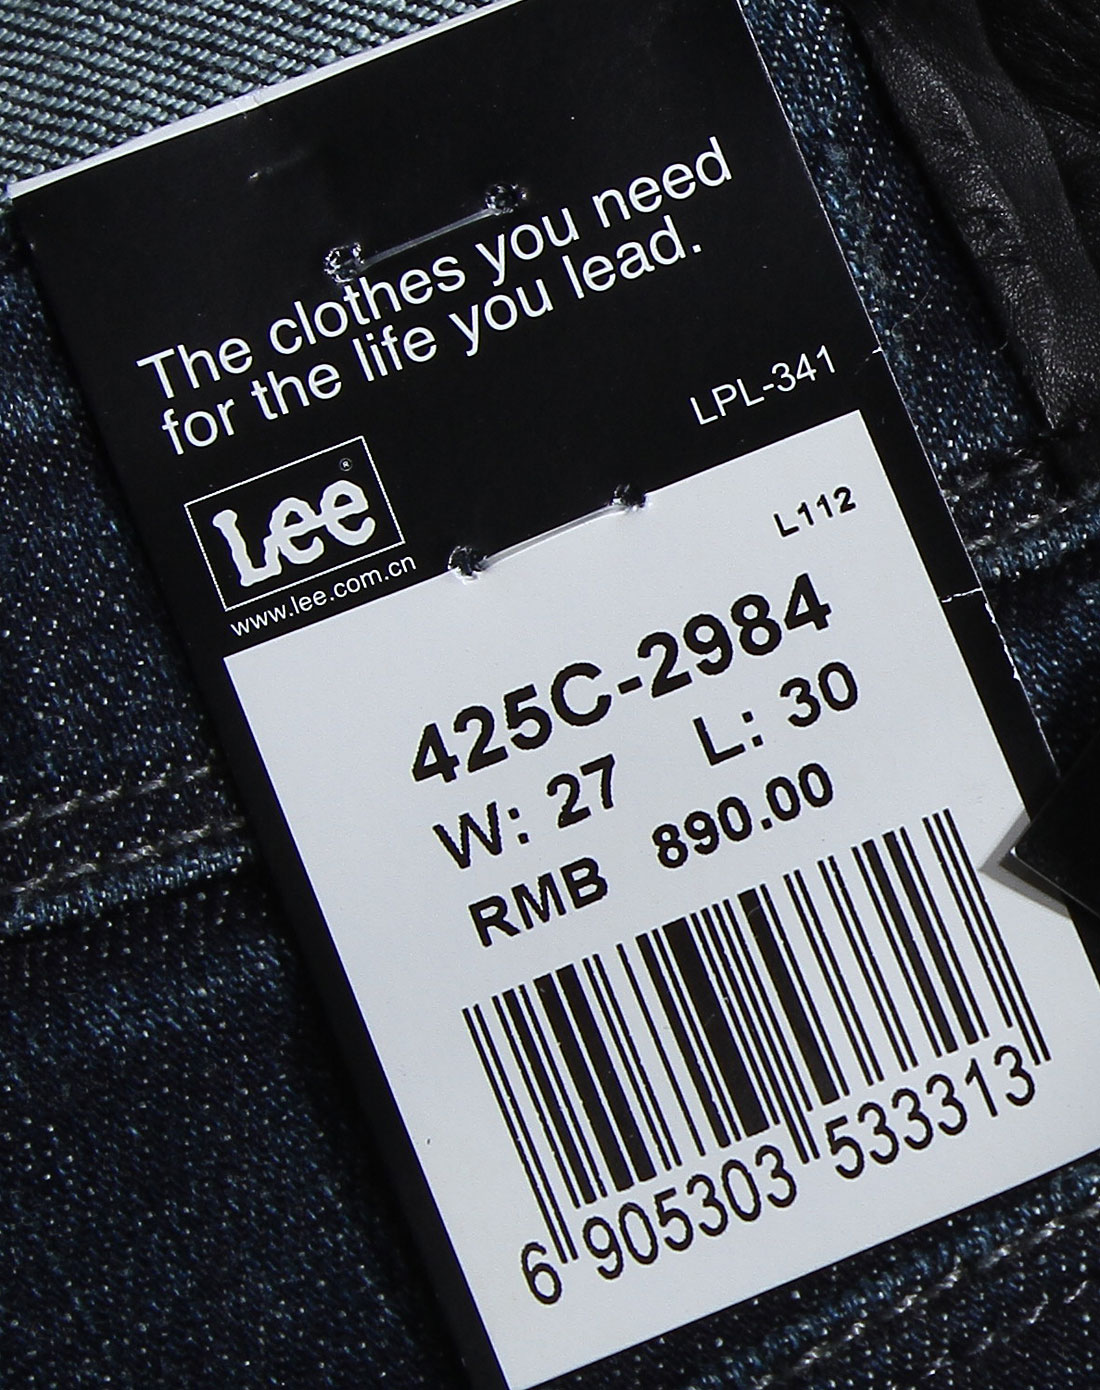 The clothes you need
for the life you lead.
LPL-341
Lee®
www.lee.com.cn
L112
425C-2984
W: 27 L: 30
RMB 890.00
6 905303 533313